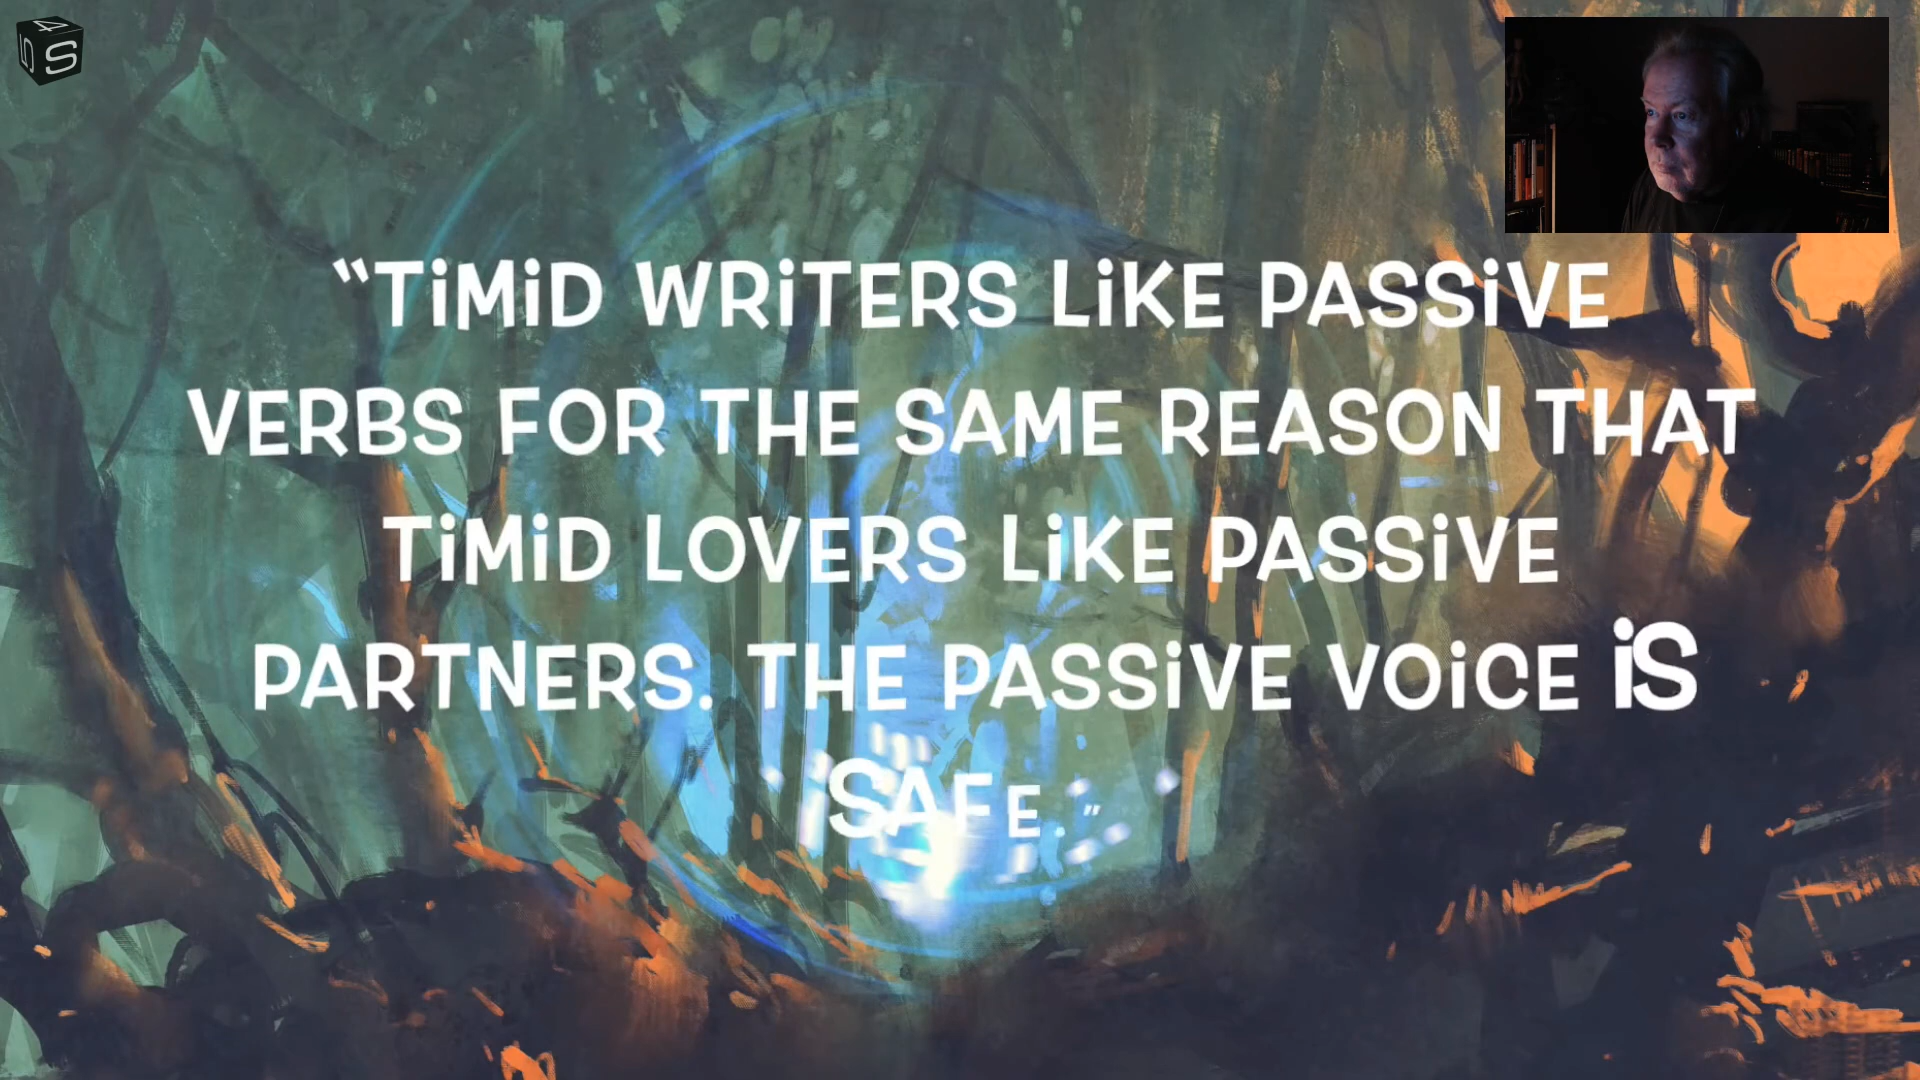 S 4 S
“TiMiD WRiTERS LiKE PASSiVE
VERBS FOR THE SAME REASON THAT
TiMiD LOVERS LiKE PASSiVE
PARTNERS. THE PASSiVE VOiCE iS
SAFE.”